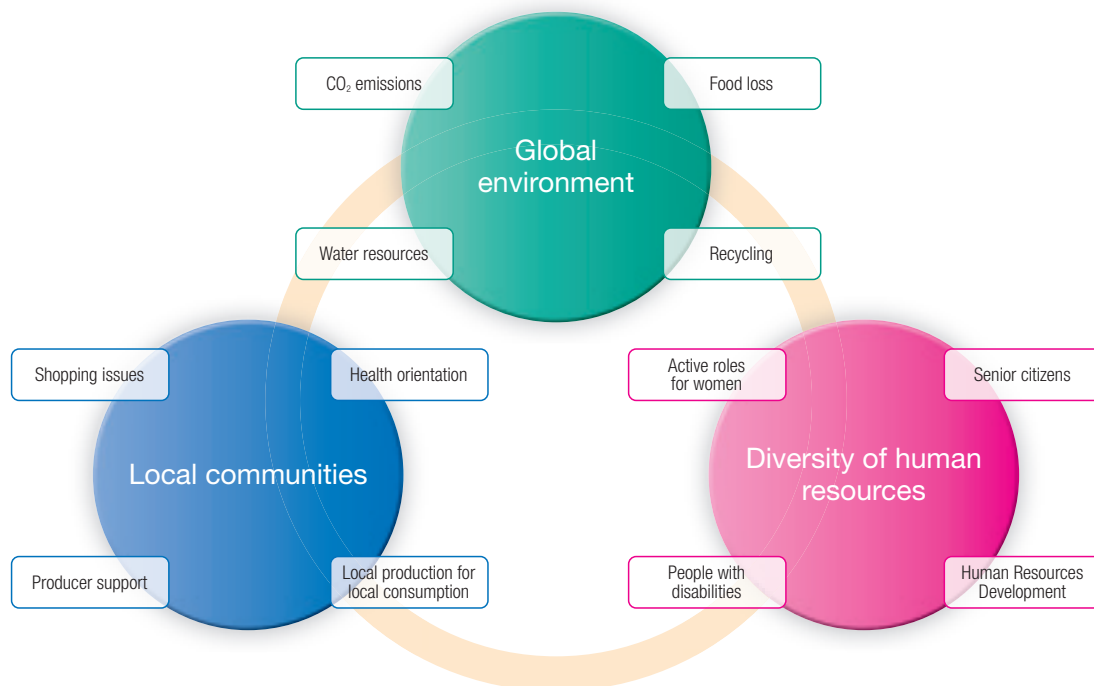 CO₂ emissions
Food loss
Global
environment
Water resources
Recycling
Shopping issues
Health orientation
Local communities
Producer support
Local production for
local consumption
Active roles
for women
Senior citizens
Diversity of human
resources
People with
disabilities
Human Resources
Development